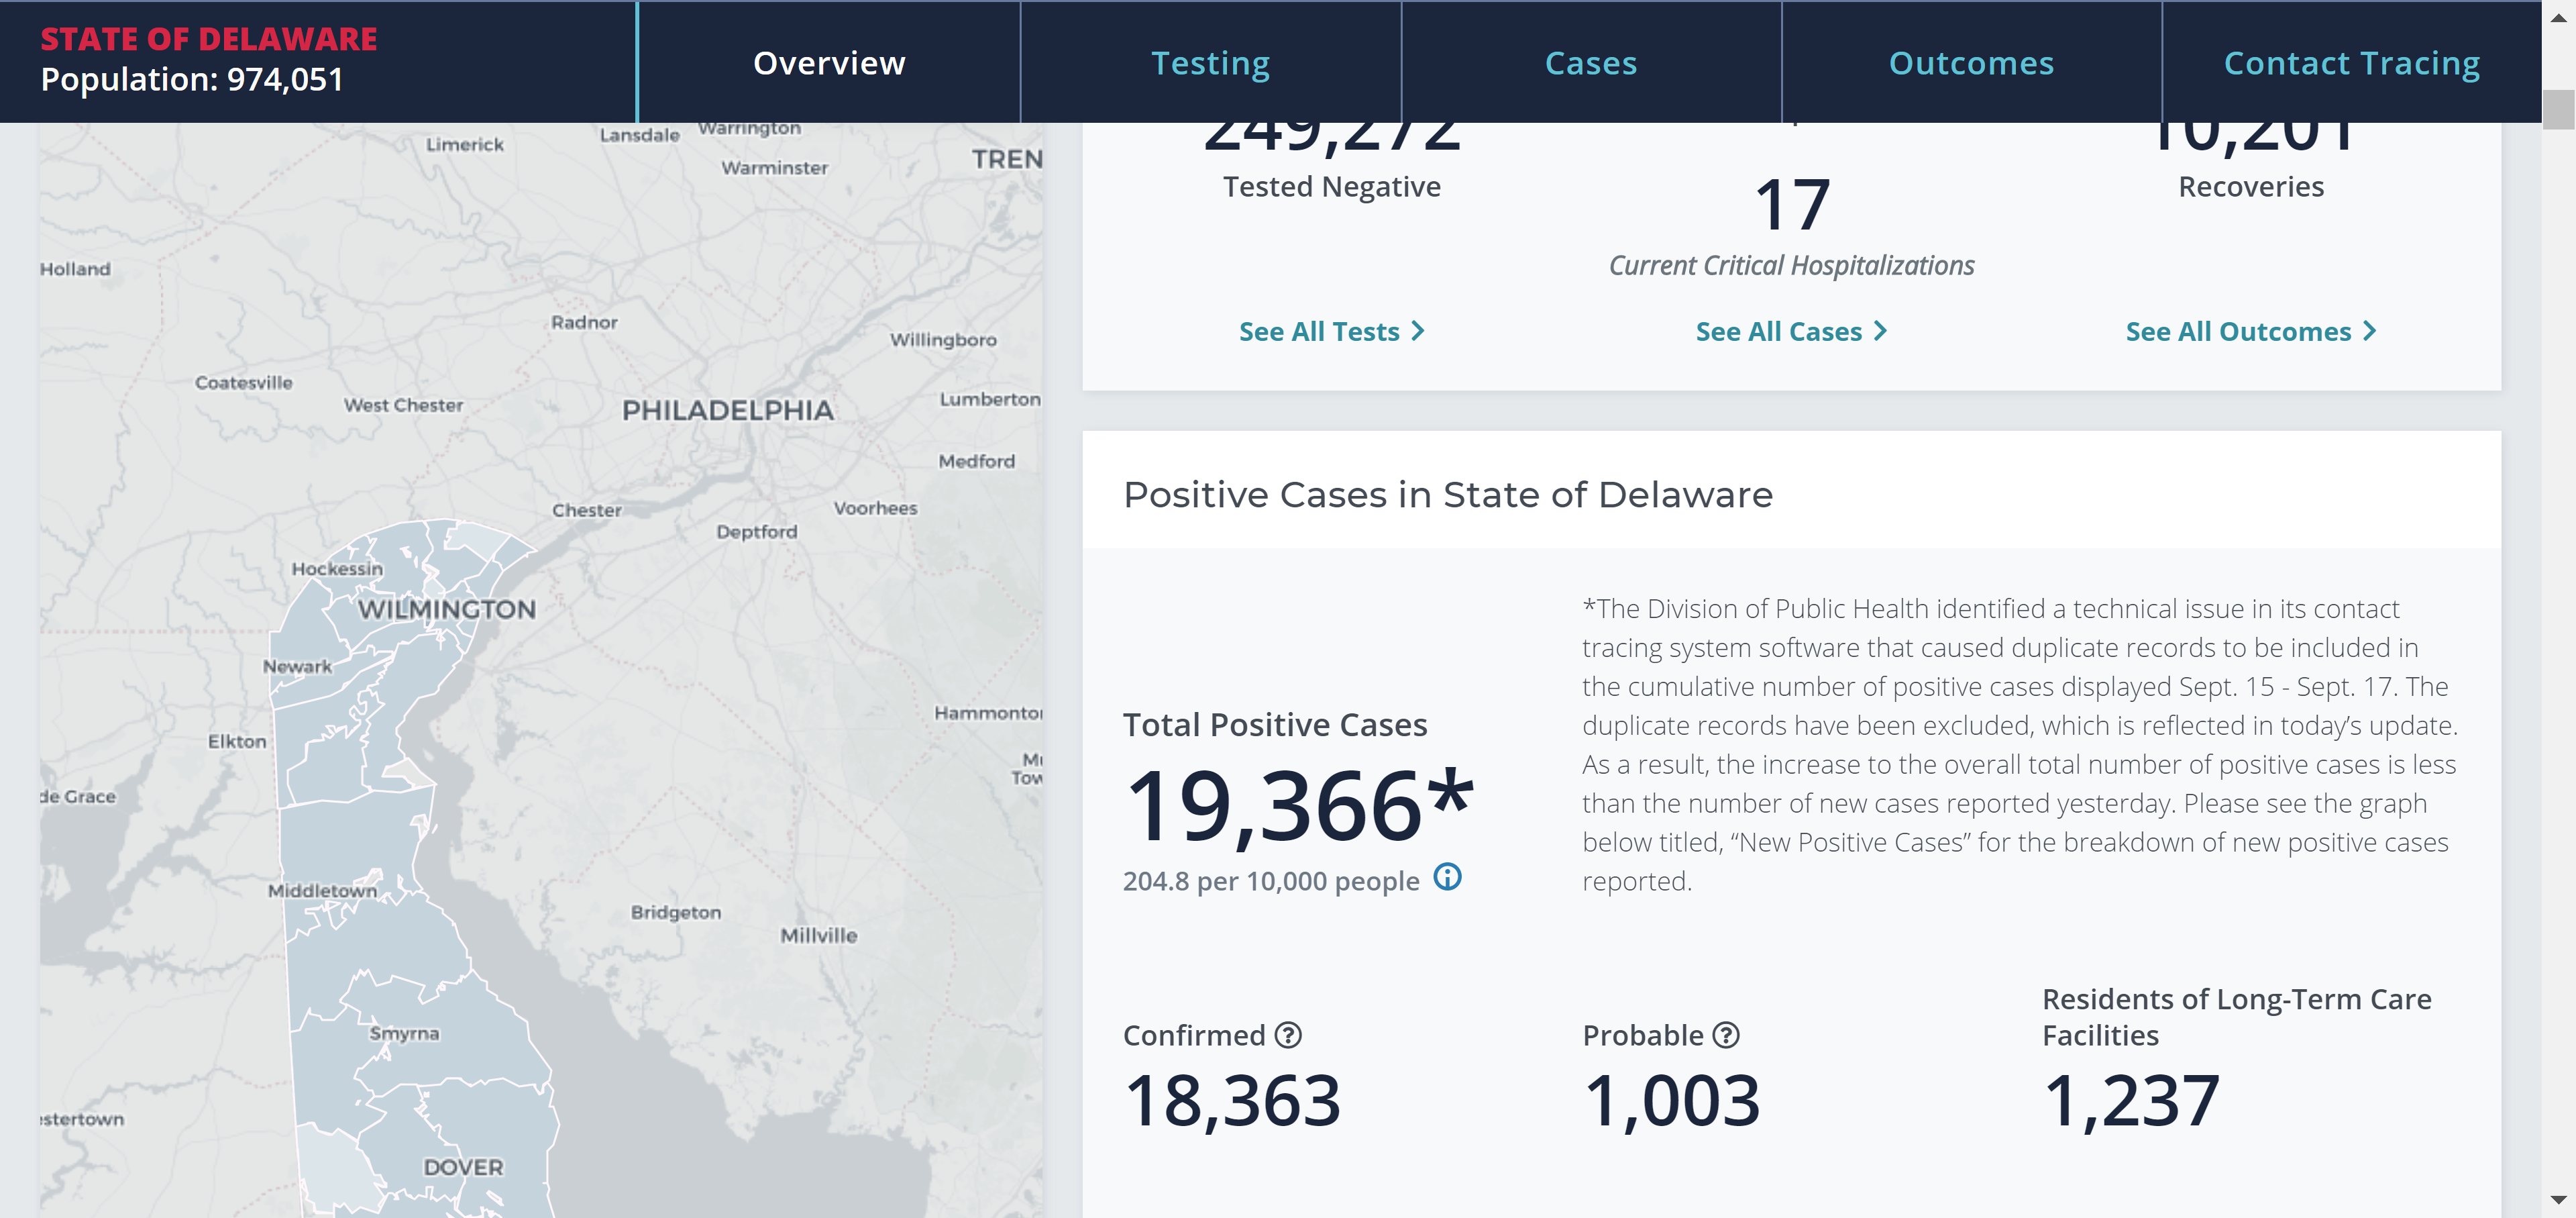 STATE OF DELAWARE
Population: 974,051
Overview
Testing
Cases
Outcomes
Contact Tracing
Limerick
Lansdale
Warrington
Warminster
TREN
Holland
Radnor
Willingboro
Coatesville
West Chester
PHILADELPHIA
Lumberton
Medford
Chester
Voorhees
Deptford
Hockessin
WILMINGTON
Newark
Hammonto
Elkton
Tow
de Grace
Middletown
Bridgeton
Millville
Smyrna
estertown
DOVER
249,272
Tested Negative
17
Current Critical Hospitalizations
10,201
Recoveries
See All Tests
See All Cases
See All Outcomes
Positive Cases in State of Delaware
Total Positive Cases
19,366*
204.8 per 10,000 people
*The Division of Public Health identified a technical issue in its contact
tracing system software that caused duplicate records to be included in
the cumulative number of positive cases displayed Sept. 15 - Sept. 17. The
duplicate records have been excluded, which is reflected in today’s update.
As a result, the increase to the overall total number of positive cases is less
than the number of new cases reported yesterday. Please see the graph
below titled, “New Positive Cases” for the breakdown of new positive cases
reported.
Confirmed ?
18,363
Probable ?
1,003
Residents of Long-Term Care
Facilities
1,237